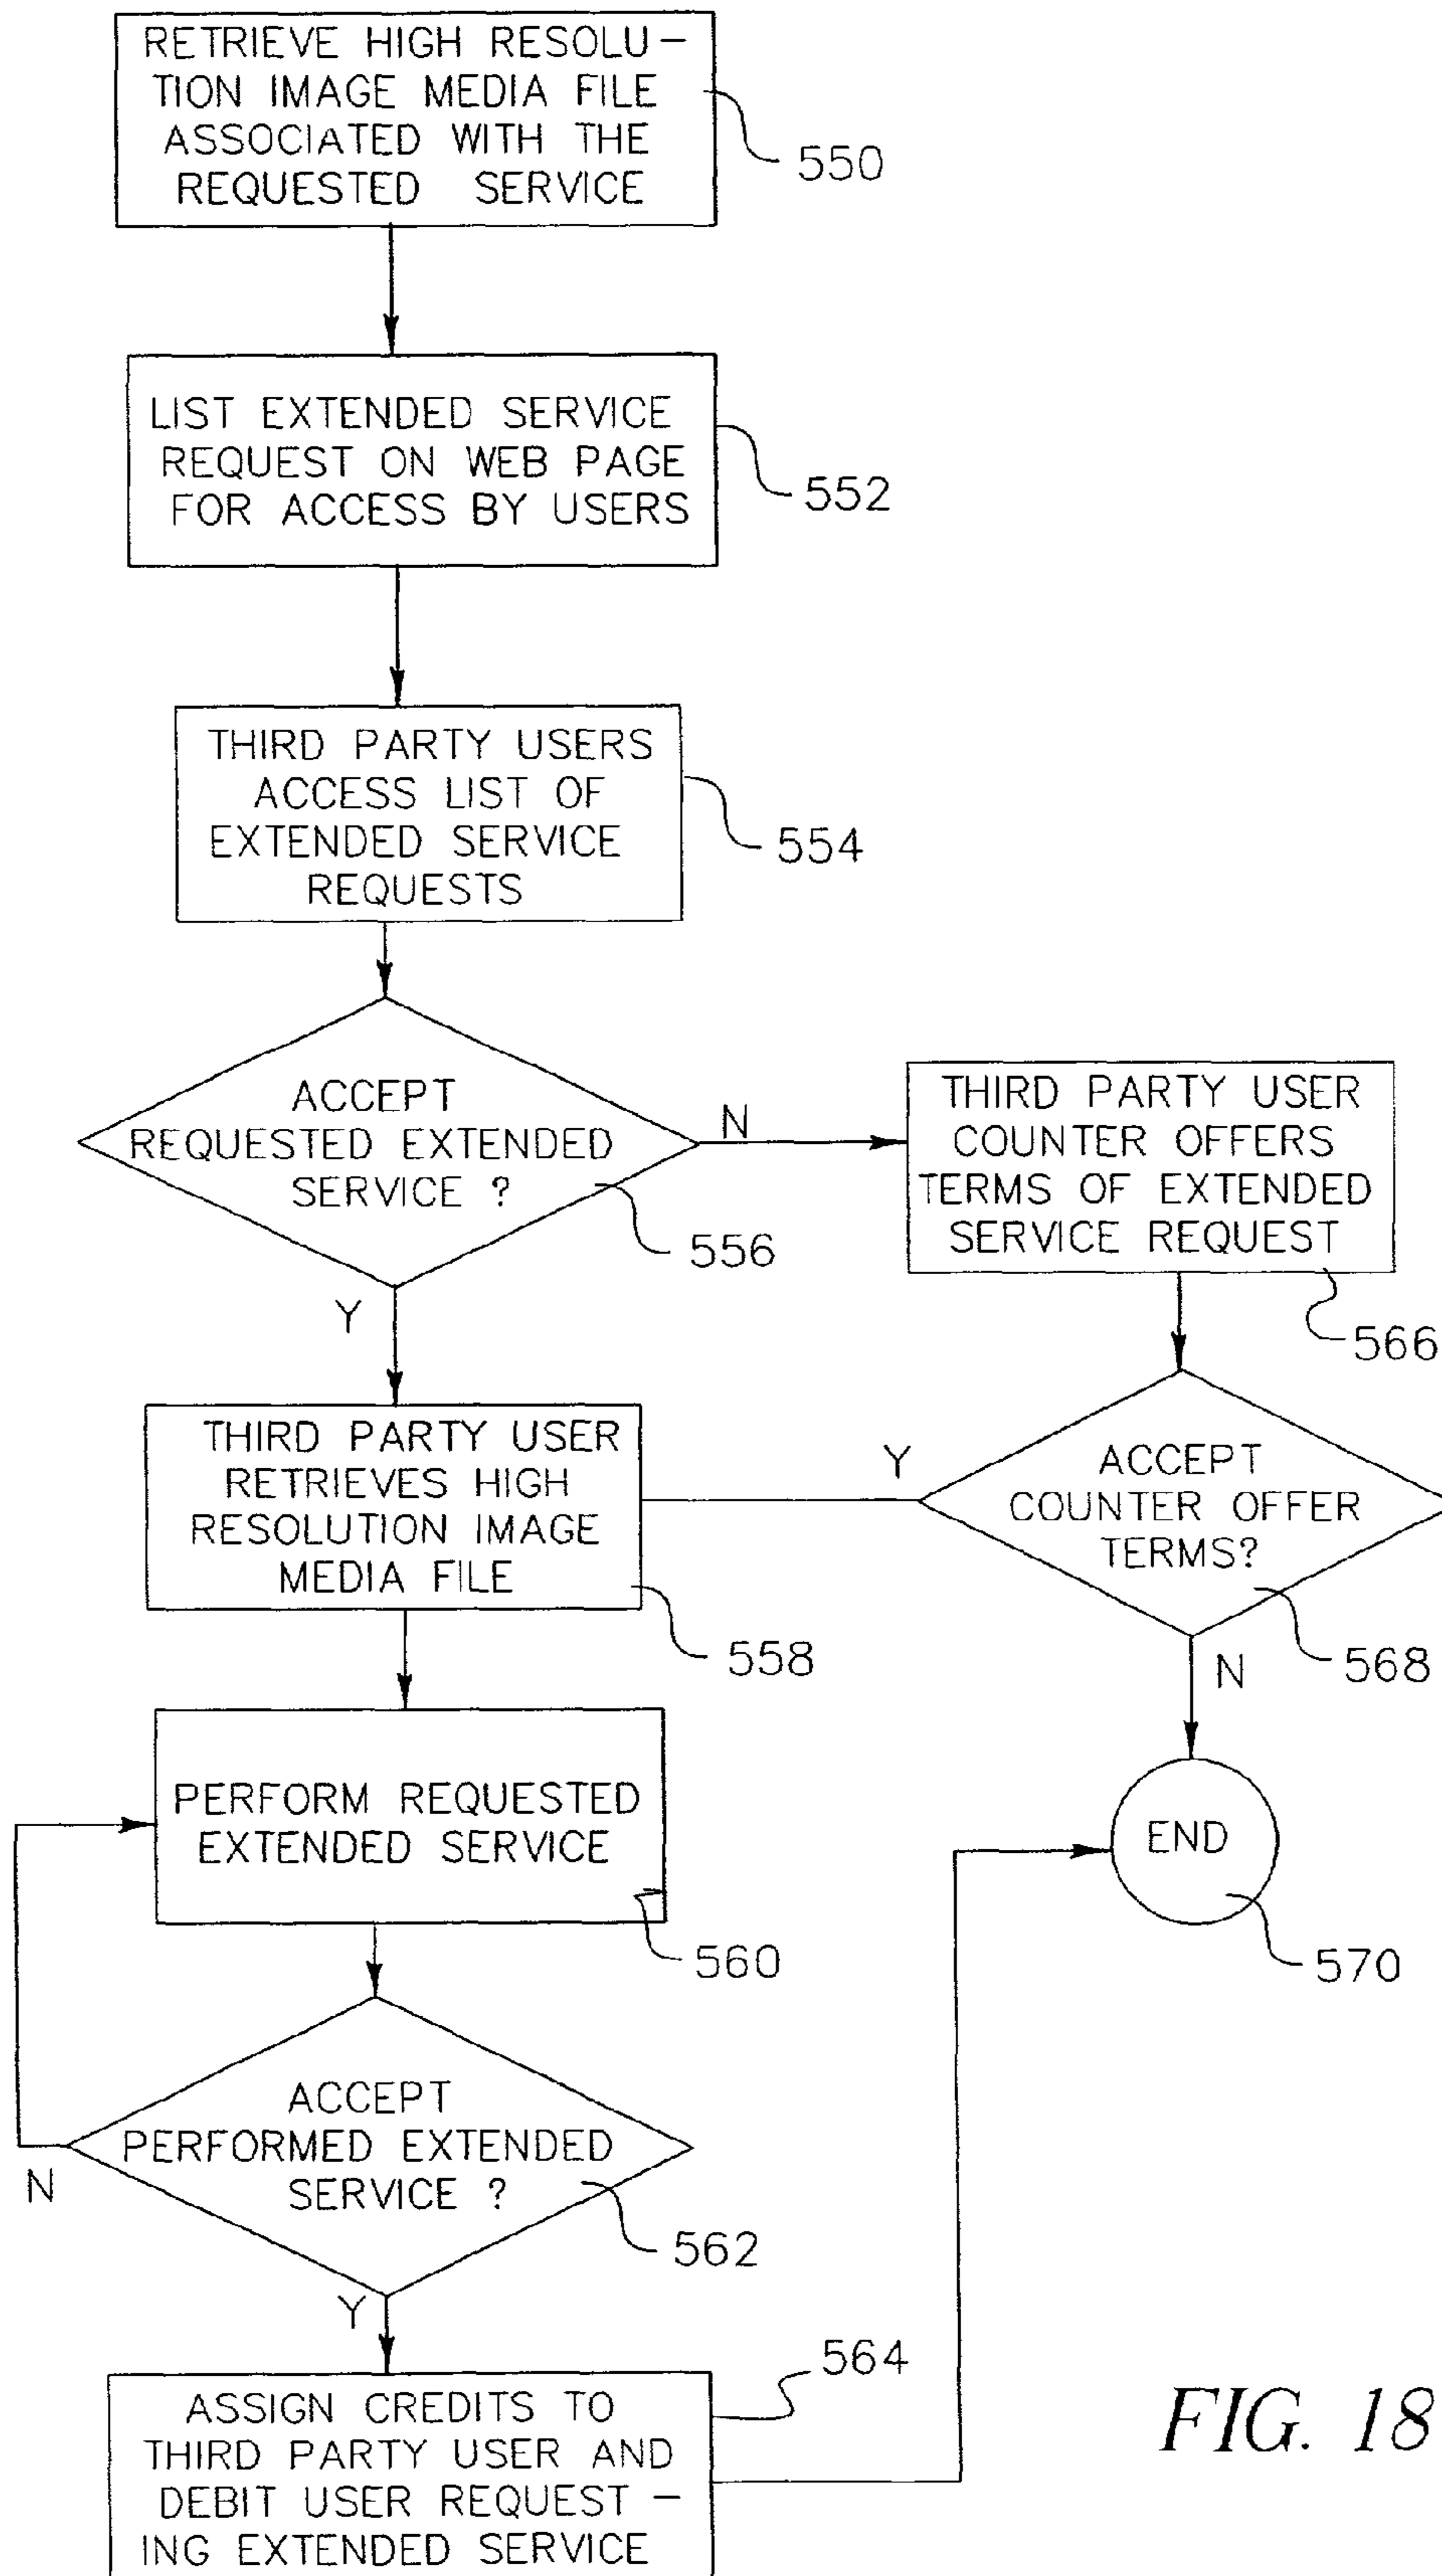 RETRIEVE HIGH RESOLU-
TION IMAGE MEDIA FILE
ASSOCIATED WITH THE
REQUESTED SERVICE
550
LIST EXTENDED SERVICE
REQUEST ON WEB PAGE
FOR ACCESS BY USERS
552
THIRD PARTY USERS
ACCESS LIST OF
EXTENDED SERVICE
REQUESTS
554
ACCEPT
REQUESTED EXTENDED
SERVICE ?
556
N
Y
THIRD PARTY USER
COUNTER OFFERS
TERMS OF EXTENDED
SERVICE REQUEST
566
THIRD PARTY USER
RETRIEVES HIGH
RESOLUTION IMAGE
MEDIA FILE
558
Y
ACCEPT
COUNTER OFFER
TERMS?
568
N
PERFORM REQUESTED
EXTENDED SERVICE
560
END
570
ACCEPT
PERFORMED EXTENDED
SERVICE ?
562
N
Y
ASSIGN CREDITS TO
THIRD PARTY USER AND
DEBIT USER REQUEST -
ING EXTENDED SERVICE
564
FIG. 18